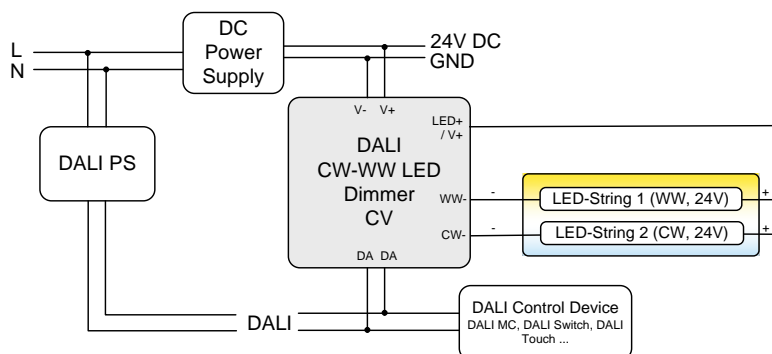 DC
Power
Supply
L
N
24V DC
GND
V- V+
LED+
/ V+
DALI PS
DALI
CW-WW LED
Dimmer
CV
WW-
-
LED-String 1 (WW, 24V)
+
CW-
-
LED-String 2 (CW, 24V)
+
DA DA
DALI
DALI Control Device
DALI MC, DALI Switch, DALI
Touch ...